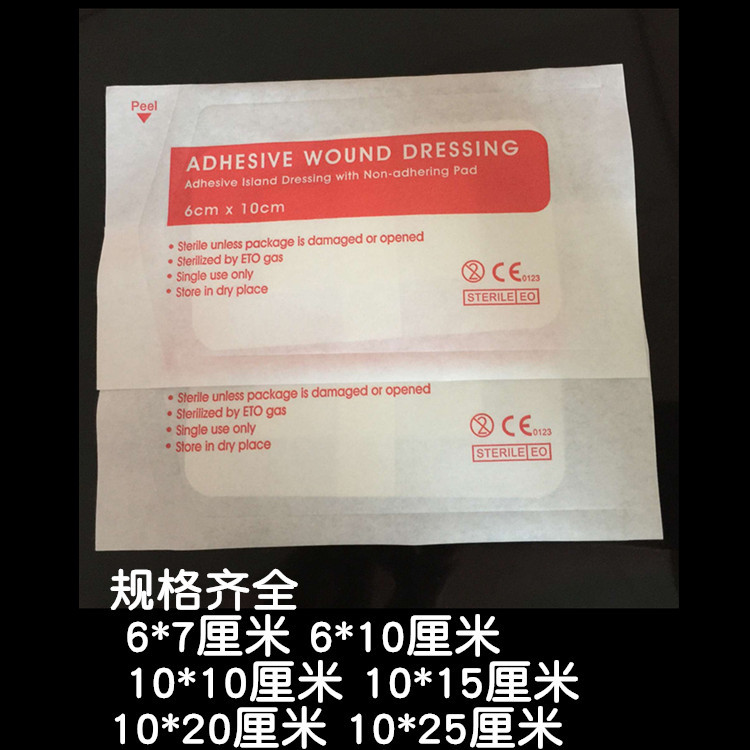 Peel
ADHESIVE WOUND DRESSING
Adhesive Island Dressing with Non-adhering Pad
6cm x 10cm
• Sterile unless package is damaged or opened
• Sterilized by ETO gas
• Single use only
• Store in dry place
2 CE0123
STERILE EO
• Sterile unless package is damaged or opened
• Sterilized by ETO gas
• Single use only
• Store in dry place
2 CE0123
STERILE EO
规格齐全
6*7厘米 6*10厘米
10*10厘米 10*15厘米
10*20厘米 10*25厘米